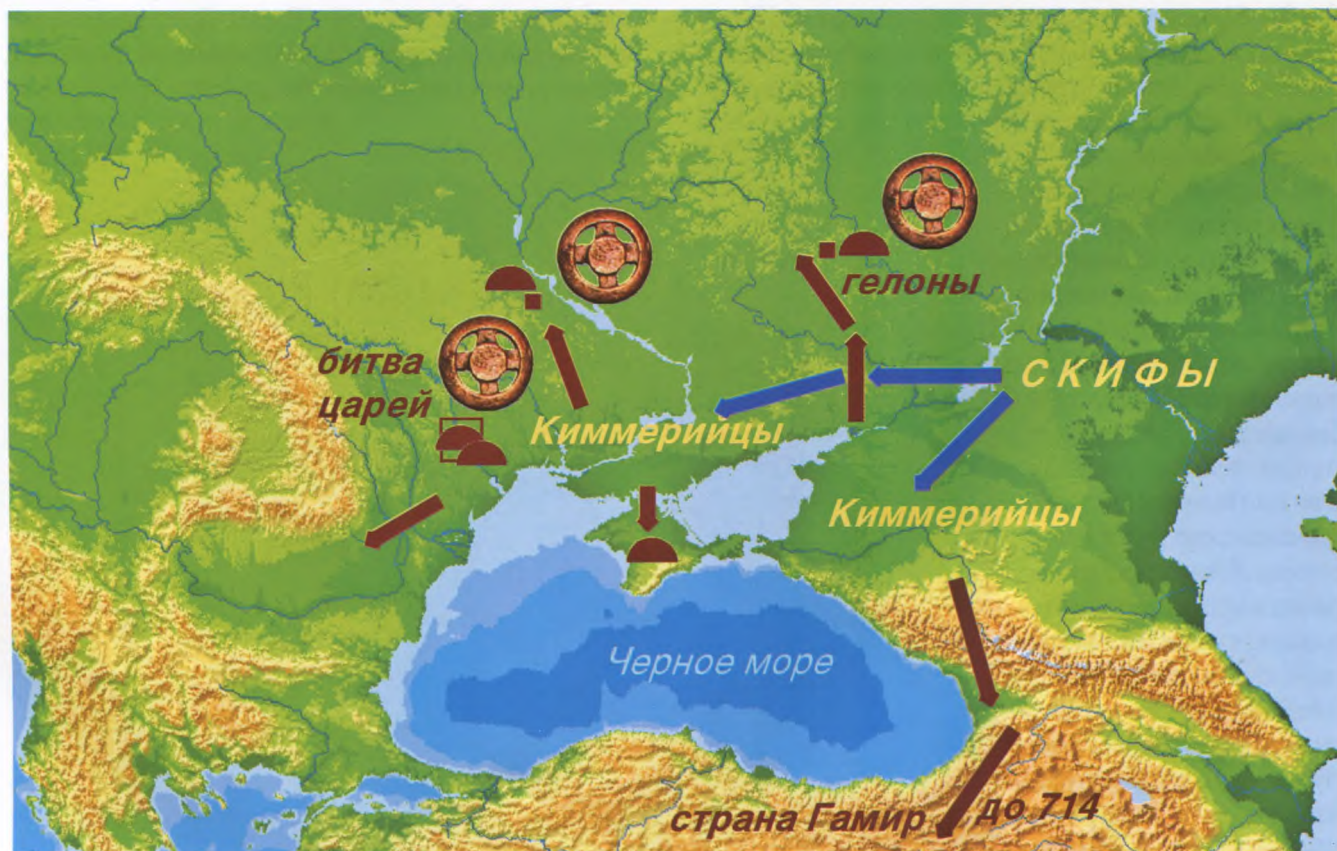 гелоны
битва
царей
СКИФЫ
Киммерийцы
Киммерийцы
Черное море
страна Гамир
до 714